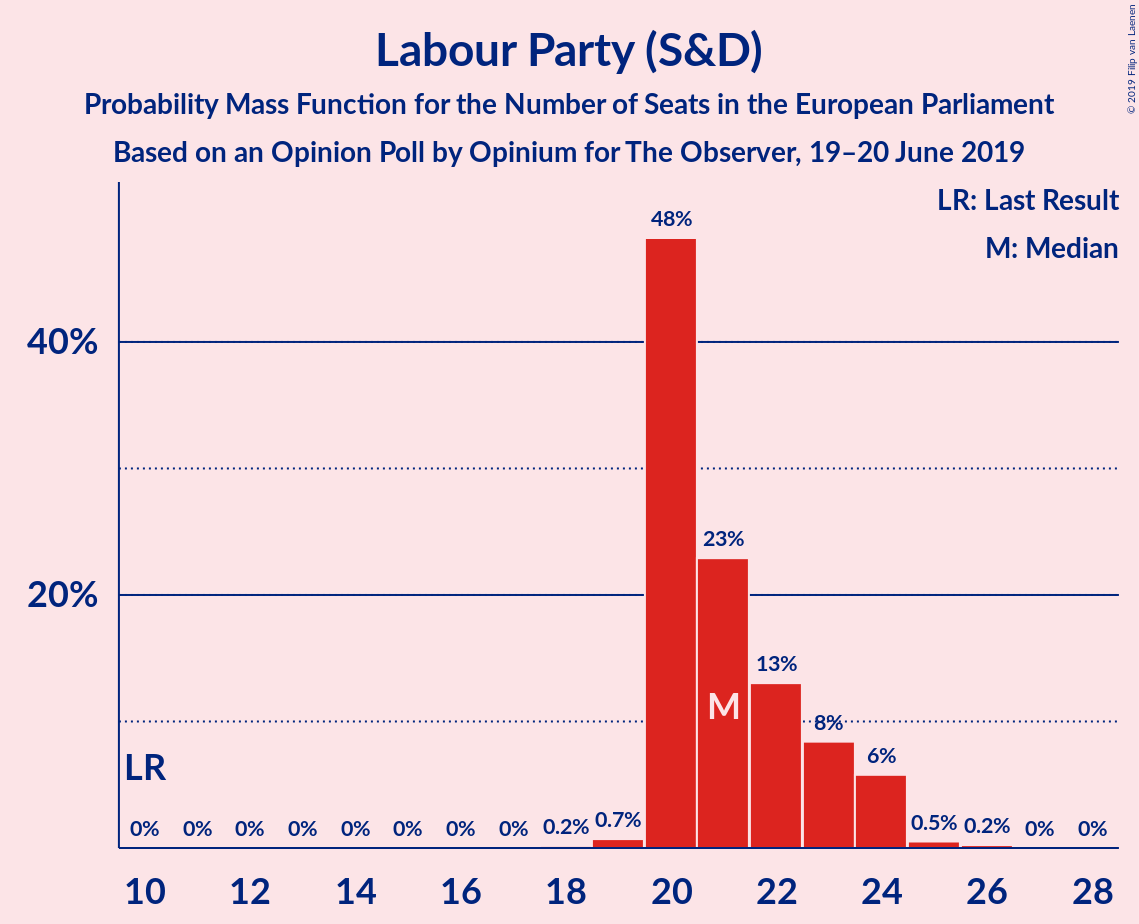 Labour Party (S&D)
Probability Mass Function for the Number of Seats in the European Parliament
Based on an Opinion Poll by Opinium for The Observer, 19–20 June 2019
© 2019 Filip van Laenen
LR: Last Result
M: Median
48%
40%
23%
20%
13%
M
8%
6%
LR
0% 0% 0% 0% 0% 0% 0% 0% 0.2% 0.7% 0.5% 0.2% 0% 0%
10 12 14 16 18 20 22 24 26 28